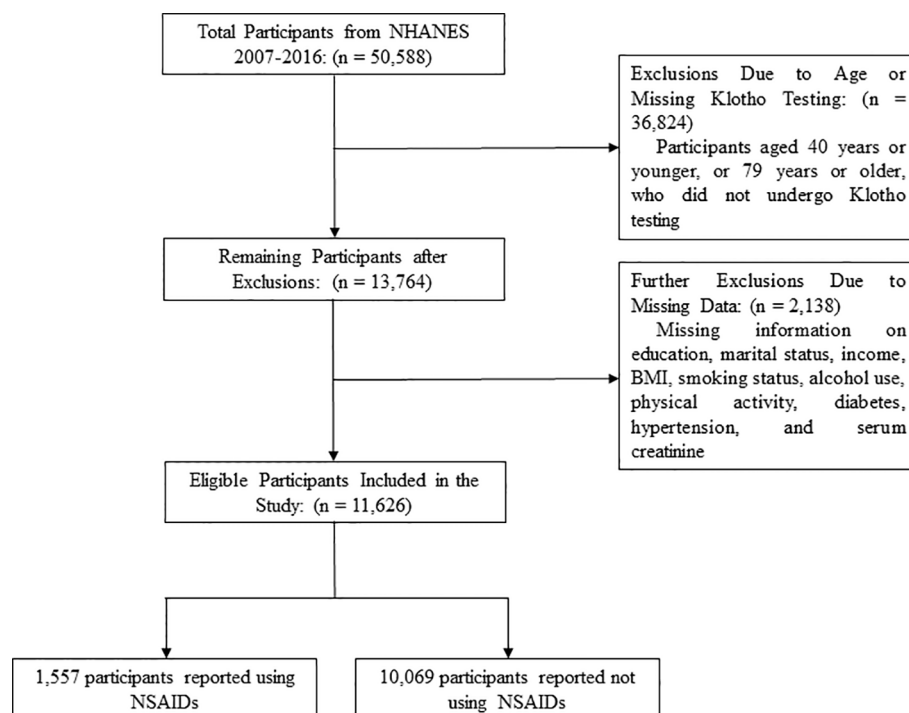 Total Participants from NHANES
2007-2016: (n = 50,588)
Exclusions Due to Age or
Missing Klotho Testing: (n =
36,824)
Participants aged 40 years or
younger, or 79 years or older,
who did not undergo Klotho
testing
Remaining Participants after
Exclusions: (n = 13,764)
Further Exclusions Due to
Missing Data: (n = 2,138)
Missing information on
education, marital status, income,
BMI, smoking status, alcohol use,
physical activity, diabetes,
hypertension, and serum
creatinine
Eligible Participants Included in the
Study: (n = 11,626)
1,557 participants reported using
NSAIDs
10,069 participants reported not
using NSAIDs